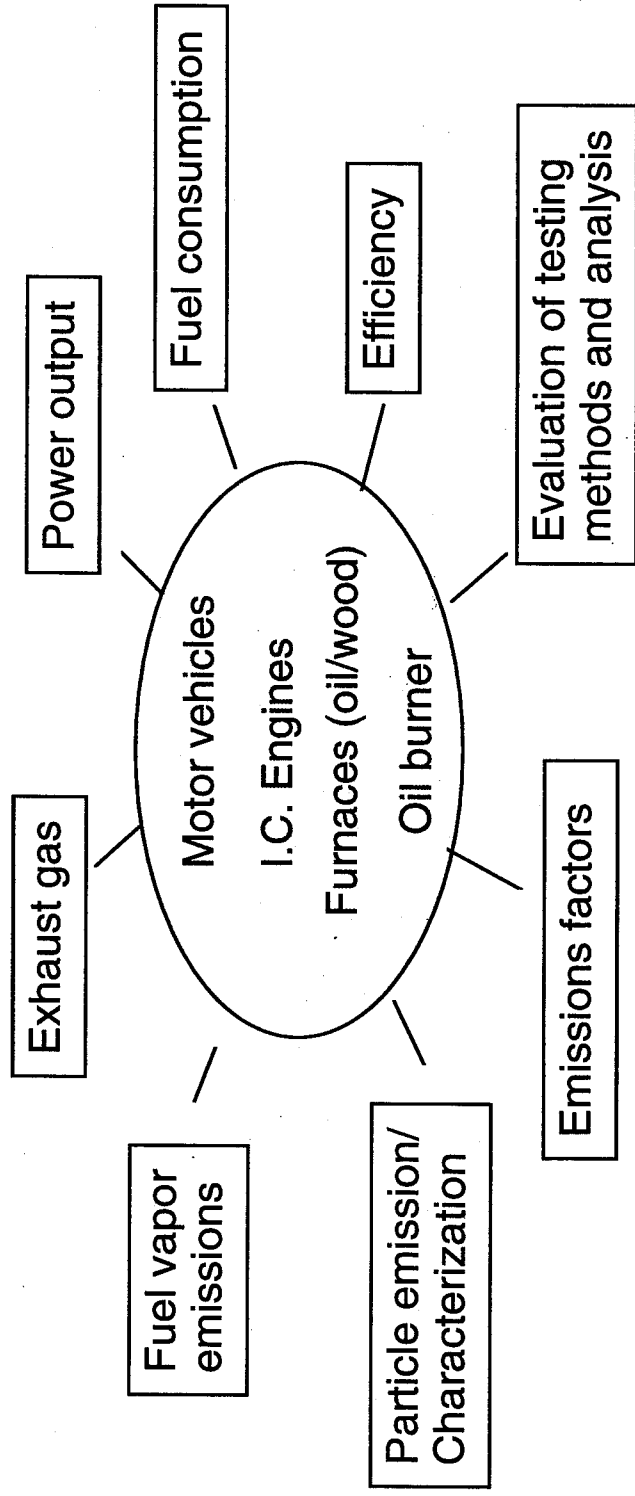 Exhaust gas
Power output
Fuel vapor
emissions
Fuel consumption
Motor vehicles
I.C. Engines
Furnaces (oil/wood)
Oil burner
Particle emission/
Characterization
Efficiency
Emissions factors
Evaluation of testing
methods and analysis